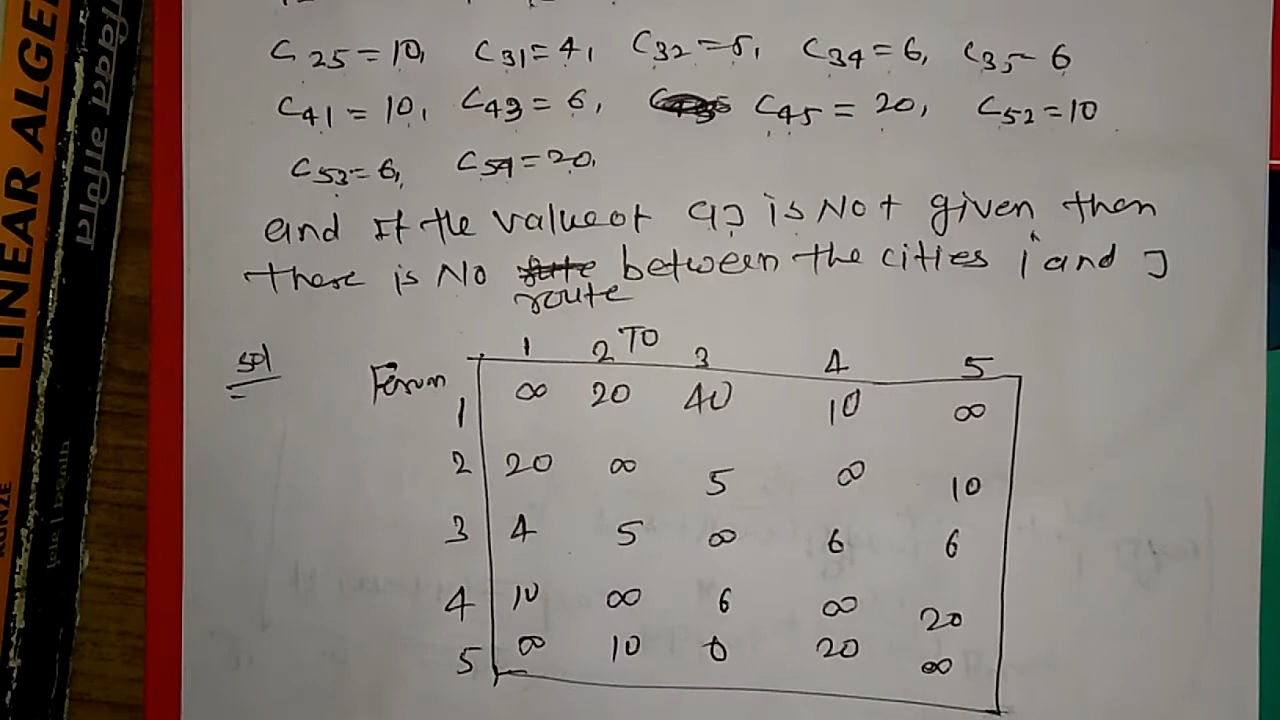 C25=10, C31=4, C32=5, C34=6, C35=6
C41=10, C43=6, C45=20, C52=10
C53=6, C54=20.
and If the value of Cij is Not given then
there is No route between the cities i and j
sol
To
From
1 2 3 4 5
1 ∞ 20 40 10 ∞
2 20 ∞ 5 ∞ 10
3 4 5 ∞ 6 6
4 10 ∞ 6 ∞ 20
5 ∞ 10 6 20 ∞
LINEAR ALGE
KUNZE